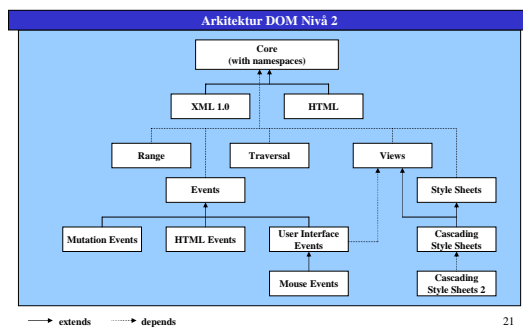 Arkitektur DOM Nivå 2
Core
(with namespaces)
XML 1.0
HTML
Range
Traversal
Views
Events
Style Sheets
Mutation Events
HTML Events
User Interface
Events
Cascading
Style Sheets
Mouse Events
Cascading
Style Sheets 2
extends
depends
21